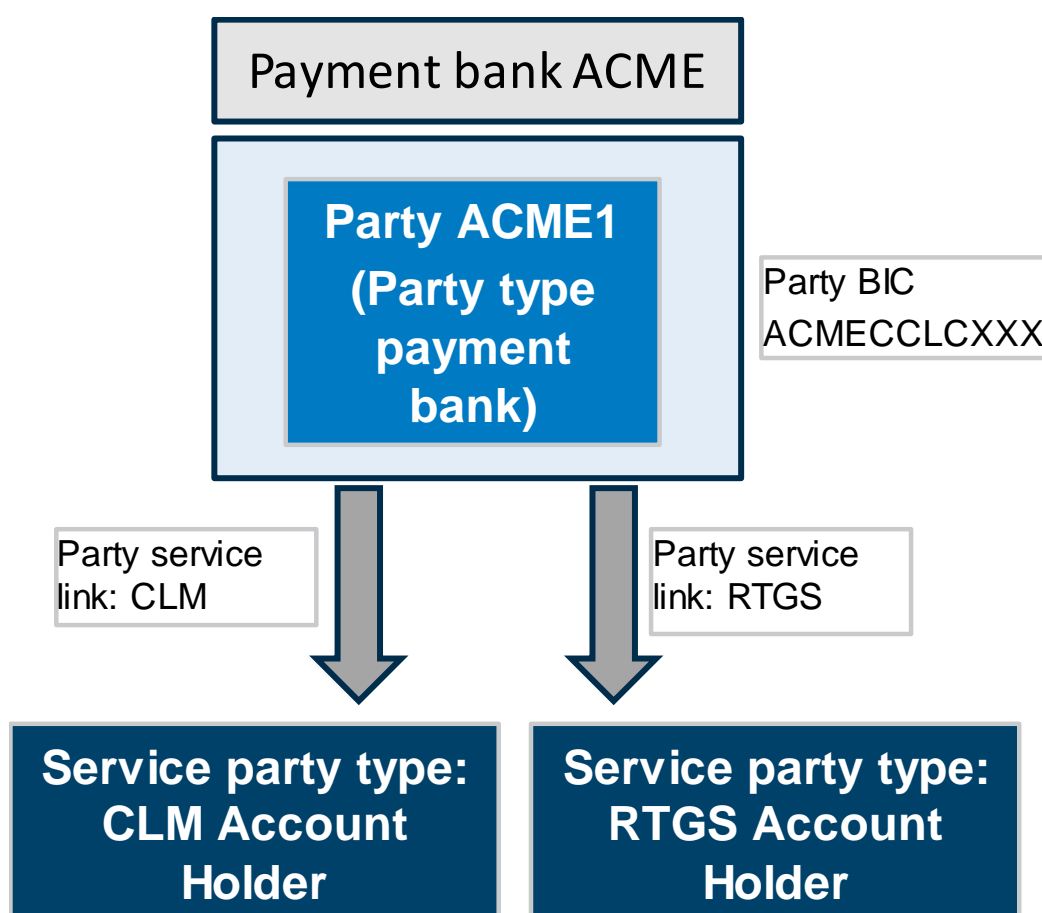 Payment bank ACME
Party ACME1
(Party type
payment
bank)
Party BIC
ACMECCLCXXX
Party service
link: CLM
Party service
link: RTGS
Service party type:
CLM Account
Holder
Service party type:
RTGS Account
Holder